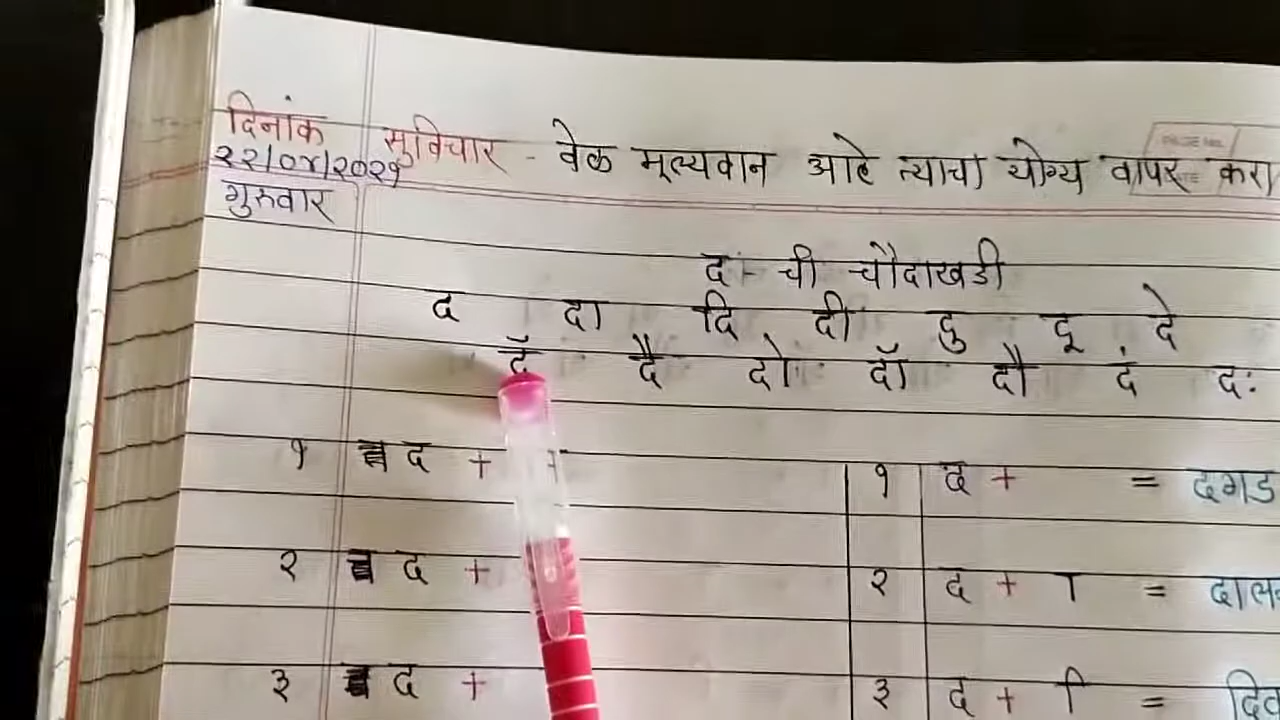 दिनांक सुविचार - वेळ मूल्यवान आहे त्याचा योग्य वापर करा
२२/०४/२०२१
गुरुवार
द - ची चौदाखडी
द दा दि दी दु दू दे
दॅ दै दो दॉ दौ दं दः
१ द +
१ द + = दगड
२ द +
२ द + ा =
३ द +
३ द + ि =